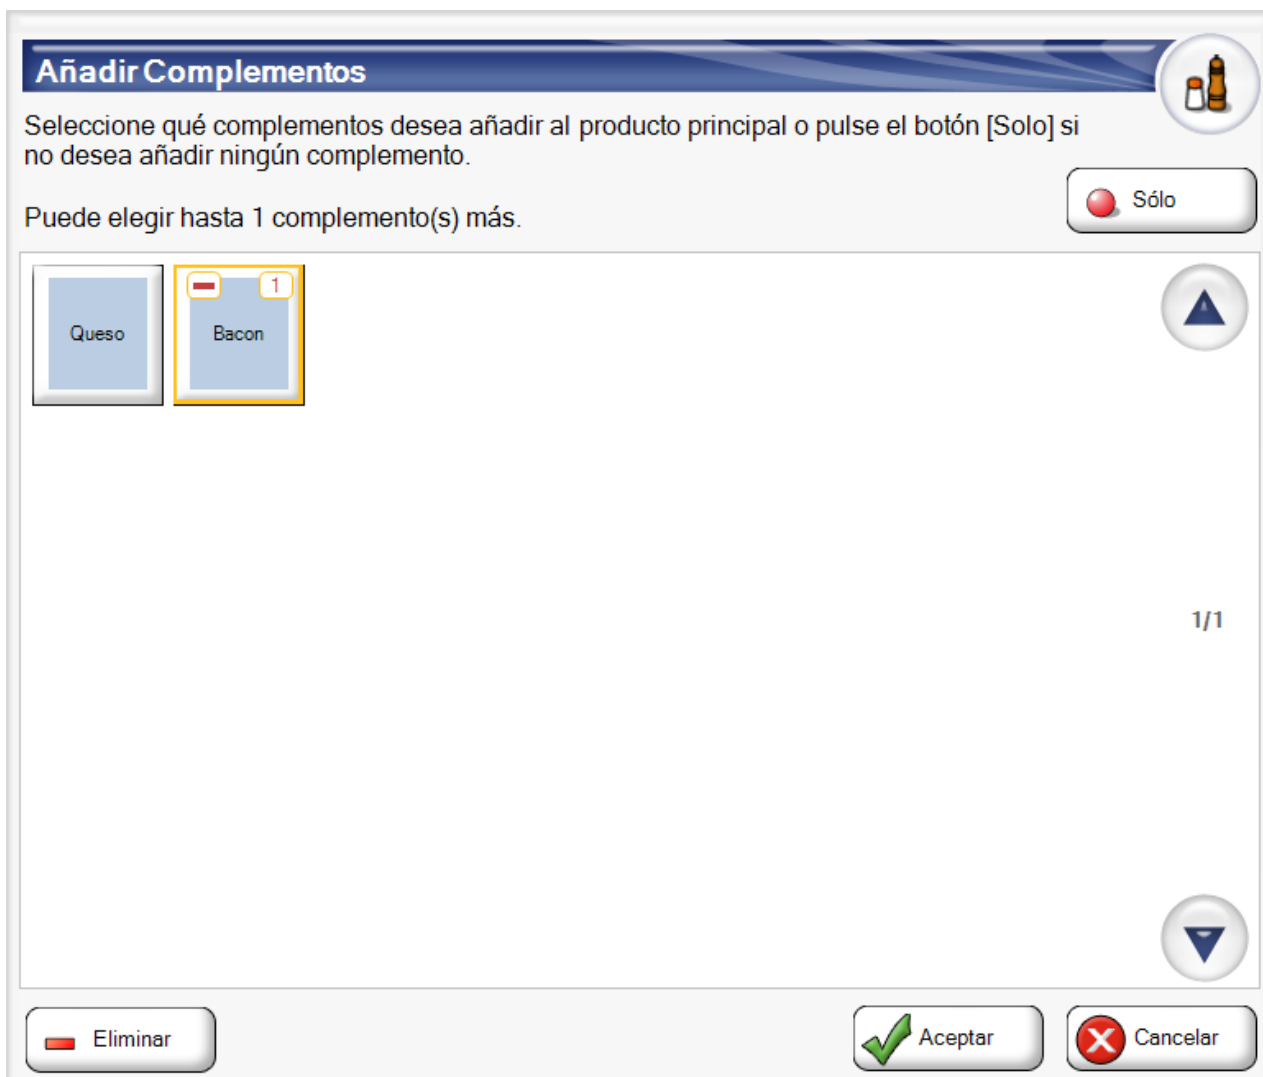 Añadir Complementos
Seleccione qué complementos desea añadir al producto principal o pulse el botón [Solo] si
no desea añadir ningún complemento.
Sólo
Puede elegir hasta 1 complemento(s) más.
1
Queso
Bacon
1/1
Eliminar
Aceptar
Cancelar